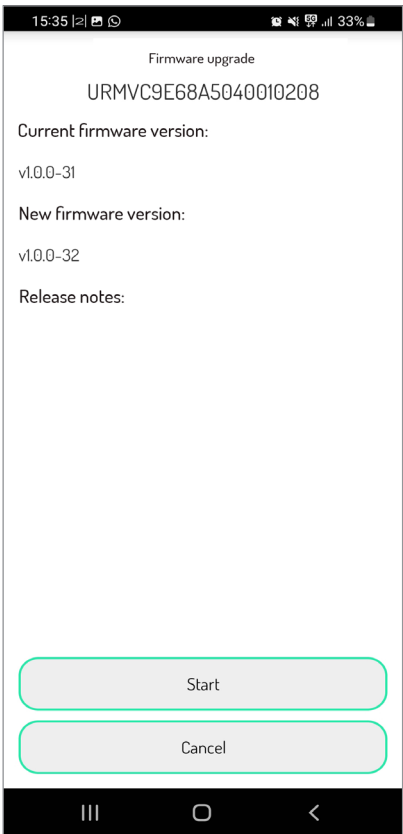 15:35 33%
Firmware upgrade
URMVC9E68A5040010208
Current firmware version:
v1.0.0-31
New firmware version:
v1.0.0-32
Release notes:
Start
Cancel